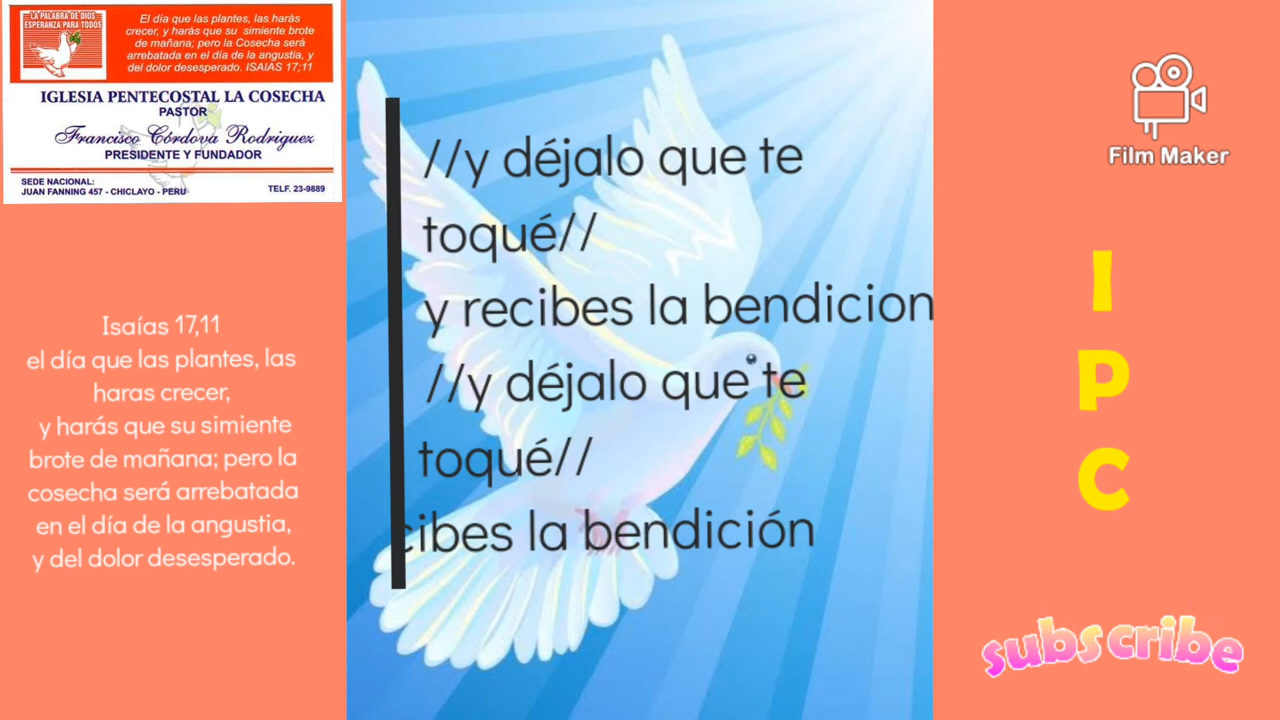 LA PALABRA DE DIOS
ESPERANZA PARA TODOS
El día que las plantes, las harás
crecer, y harás que su simiente brote
de mañana; pero la Cosecha será
arrebatada en el día de la angustia, y
del dolor desesperado. ISAIAS 17;11
IGLESIA PENTECOSTAL LA COSECHA
PASTOR
Francisco Córdova Rodriguez
PRESIDENTE Y FUNDADOR
SEDE NACIONAL:
JUAN FANNING 457 - CHICLAYO - PERU
TELF. 23-9889
Isaías 17,11
el día que las plantes, las
haras crecer,
y harás que su simiente
brote de mañana; pero la
cosecha será arrebatada
en el día de la angustia,
y del dolor desesperado.
//y déjalo que te
toqué//
y recibes la bendicion
//y déjalo que te
toqué//
cibes la bendición
Film Maker
I
P
C
subscribe